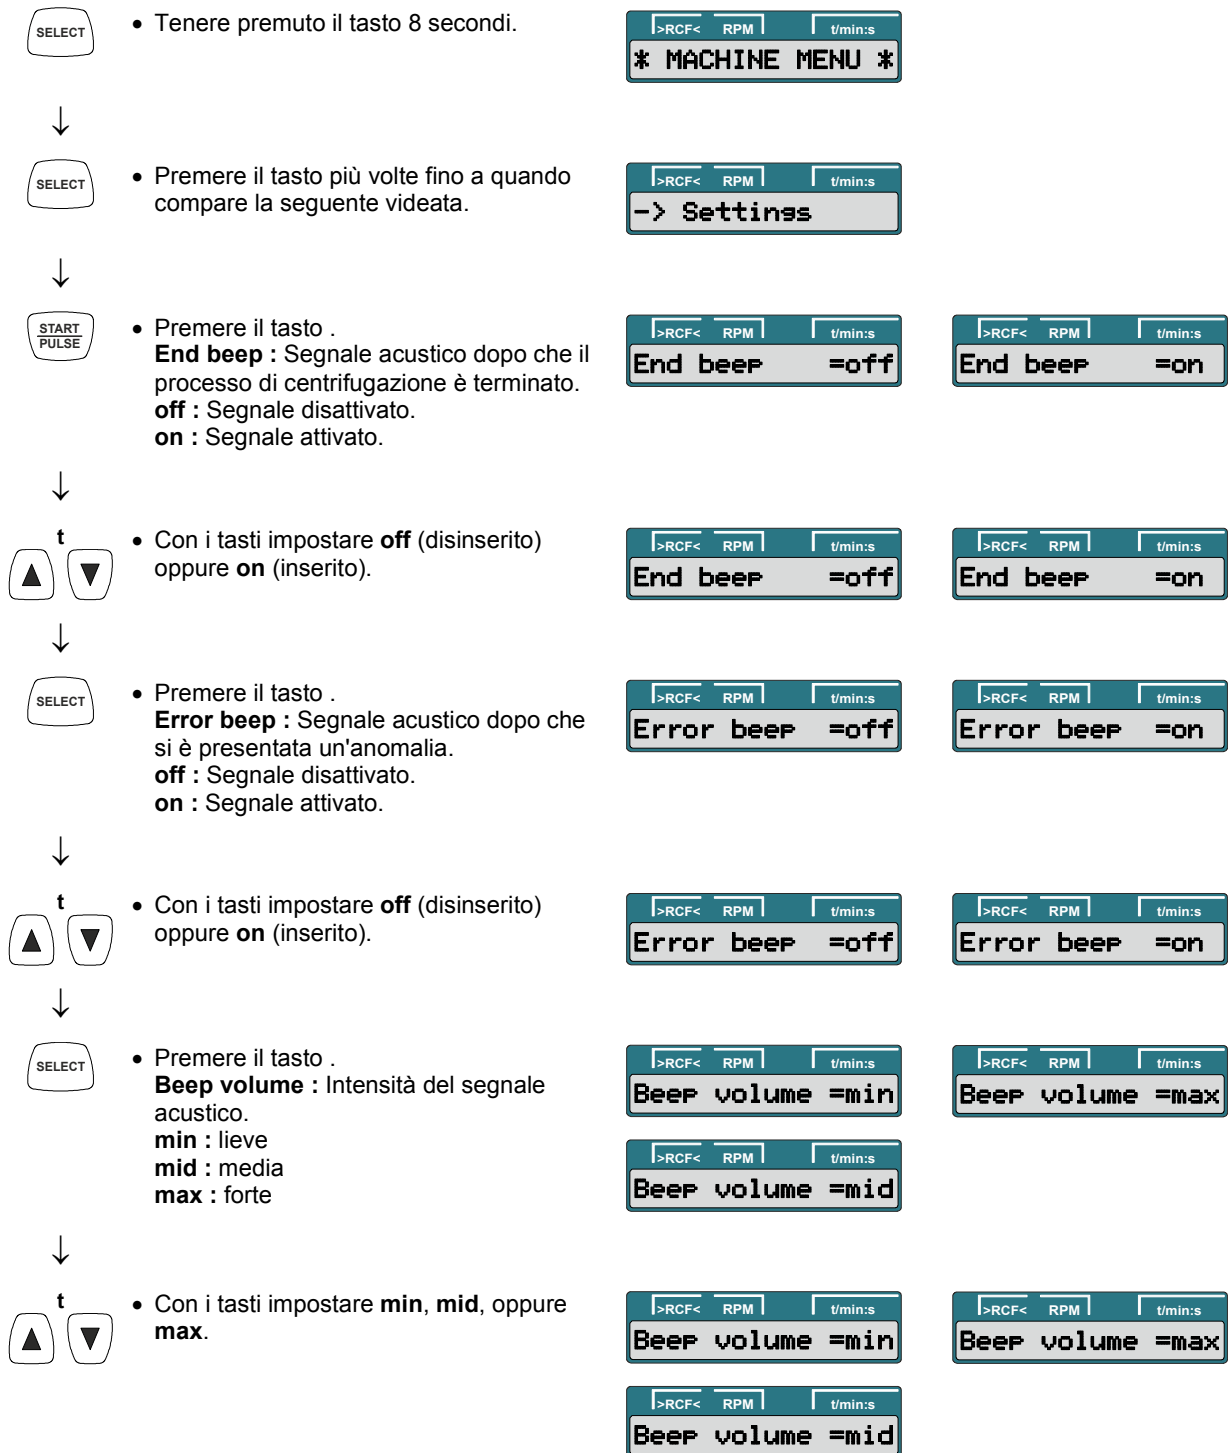 SELECT
• Tenere premuto il tasto 8 secondi.
>RCF< RPM t/min:s
* MACHINE MENU *
↓
SELECT
• Premere il tasto più volte fino a quando
compare la seguente videata.
>RCF< RPM t/min:s
-> Settings
↓
START
PULSE
• Premere il tasto .
End beep : Segnale acustico dopo che il
processo di centrifugazione è terminato.
off : Segnale disattivato.
on : Segnale attivato.
>RCF< RPM t/min:s
End beep =off
>RCF< RPM t/min:s
End beep =on
↓
t
▲ ▼
• Con i tasti impostare off (disinserito)
oppure on (inserito).
>RCF< RPM t/min:s
End beep =off
>RCF< RPM t/min:s
End beep =on
↓
SELECT
• Premere il tasto .
Error beep : Segnale acustico dopo che
si è presentata un'anomalia.
off : Segnale disattivato.
on : Segnale attivato.
>RCF< RPM t/min:s
Error beep =off
>RCF< RPM t/min:s
Error beep =on
↓
t
▲ ▼
• Con i tasti impostare off (disinserito)
oppure on (inserito).
>RCF< RPM t/min:s
Error beep =off
>RCF< RPM t/min:s
Error beep =on
↓
SELECT
• Premere il tasto .
Beep volume : Intensità del segnale
acustico.
min : lieve
mid : media
max : forte
>RCF< RPM t/min:s
Beep volume =min
>RCF< RPM t/min:s
Beep volume =max
>RCF< RPM t/min:s
Beep volume =mid
↓
t
▲ ▼
• Con i tasti impostare min, mid, oppure
max.
>RCF< RPM t/min:s
Beep volume =min
>RCF< RPM t/min:s
Beep volume =max
>RCF< RPM t/min:s
Beep volume =mid